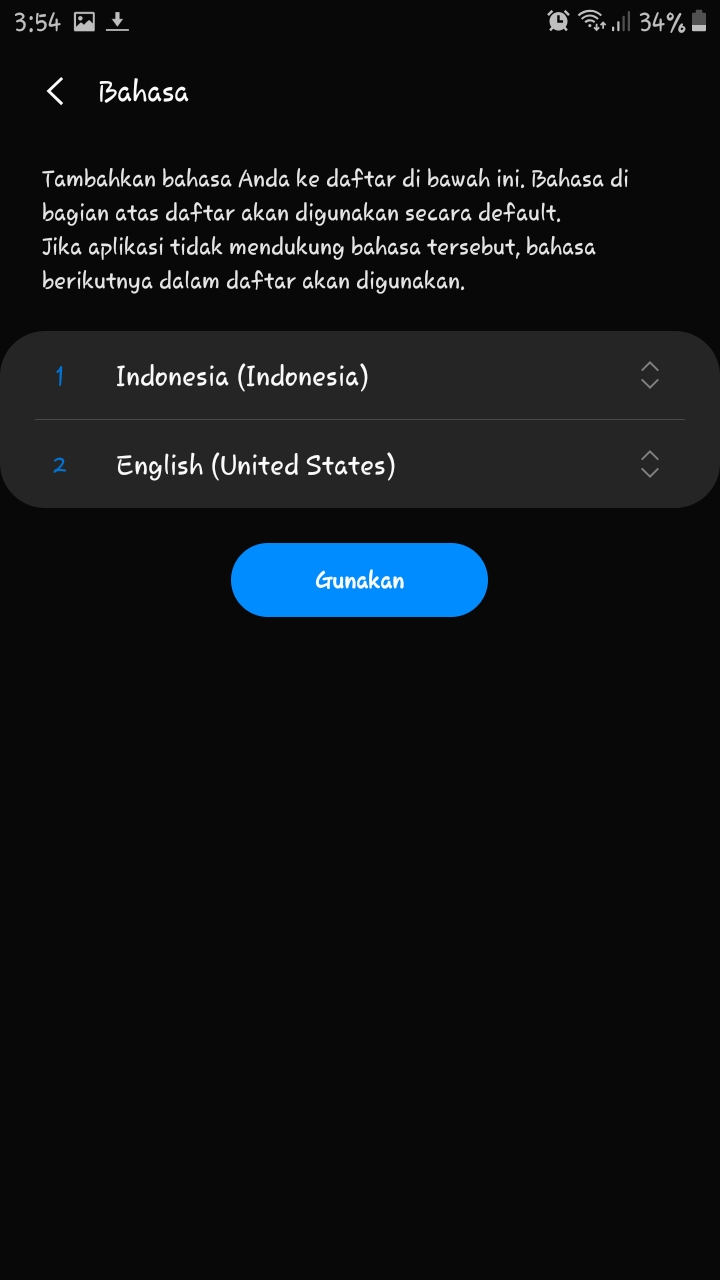 3:54 34%
Bahasa
Tambahkan bahasa Anda ke daftar di bawah ini. Bahasa di
bagian atas daftar akan digunakan secara default.
Jika aplikasi tidak mendukung bahasa tersebut, bahasa
berikutnya dalam daftar akan digunakan.
1 Indonesia (Indonesia)
2 English (United States)
Gunakan